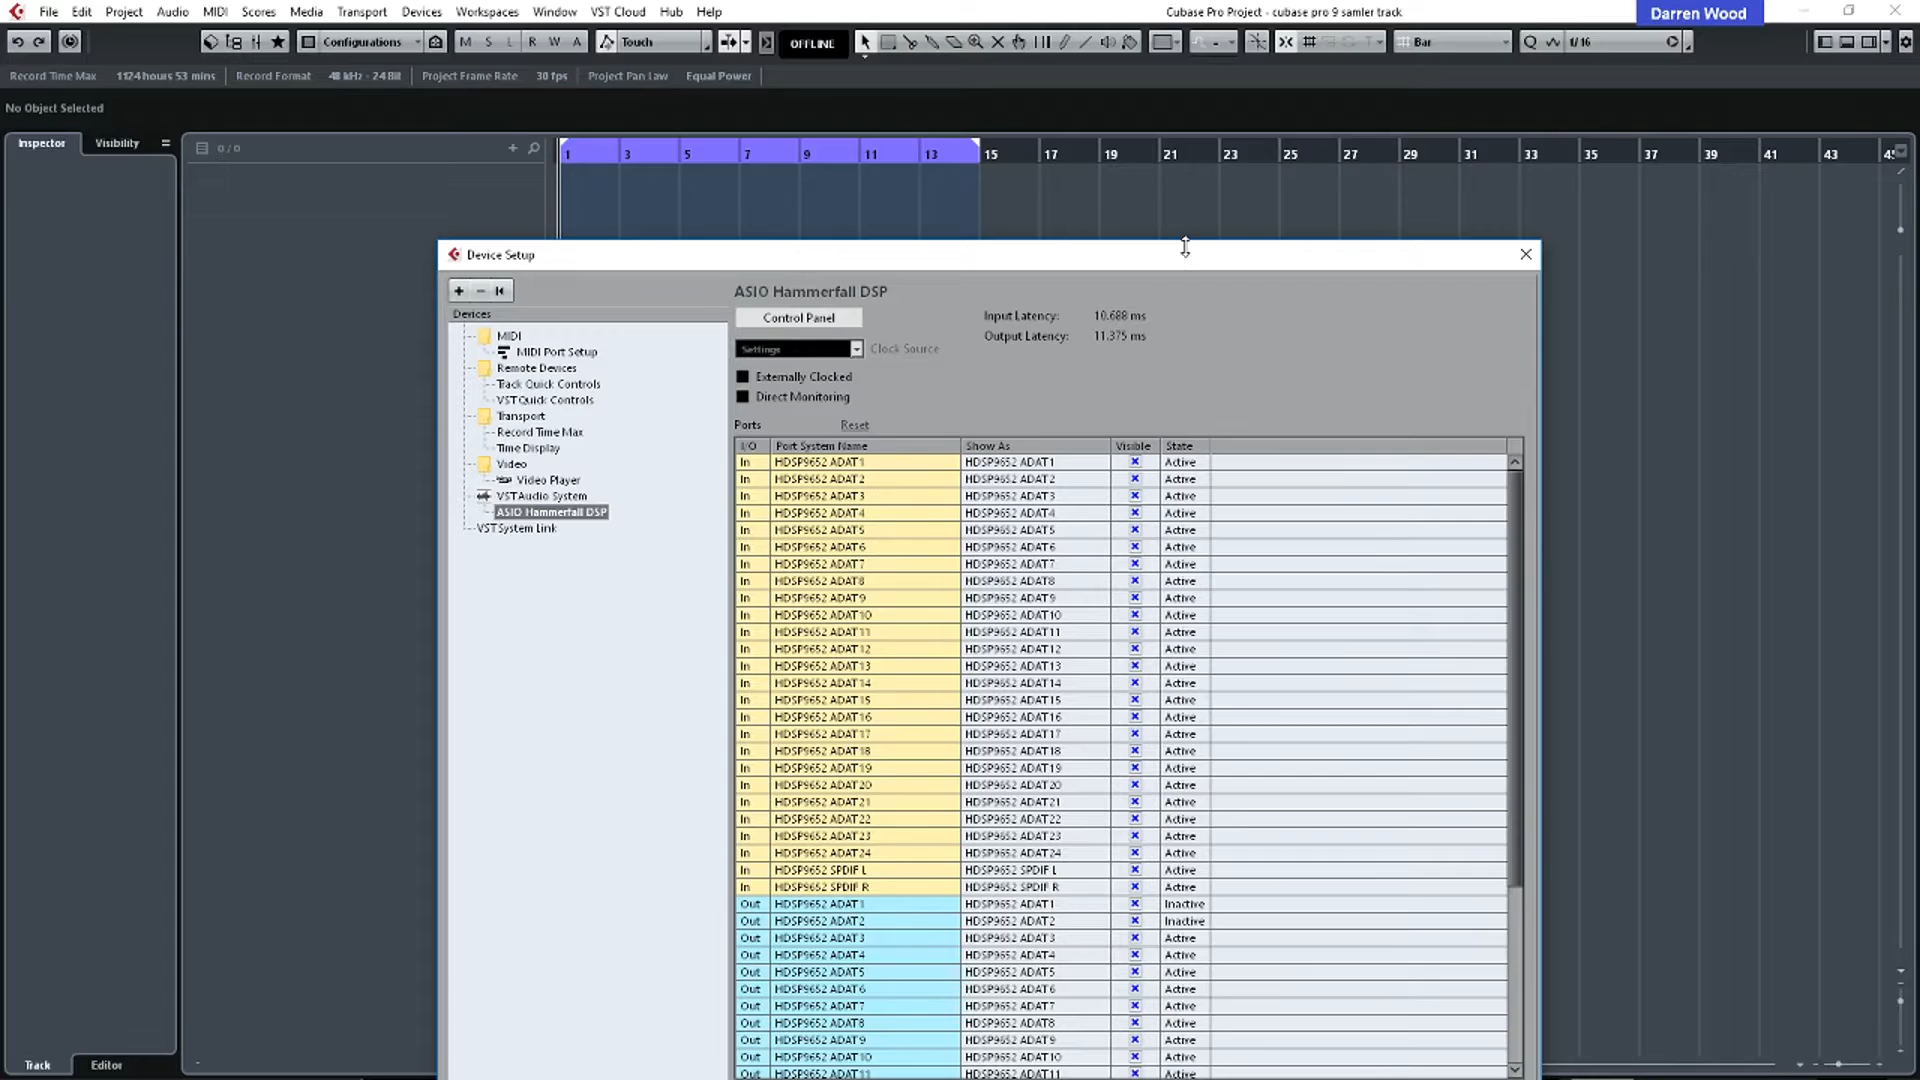 File Edit Project Audio MIDI Scores Media Transport Devices Workspaces Window VST Cloud Hub Help
Cubase Pro Project - cubase pro 9 samler track
Darren Wood
Configurations M S L R W A Touch OFFLINE Bar Q 1/16
Record Time Max 1124 hours 53 mins Record Format 48 kHz - 24 Bit Project Frame Rate 30 fps Project Pan Law Equal Power
No Object Selected
Inspector Visibility 0 / 0
1 3 5 7 9 11 13 15 17 19 21 23 25 27 29 31 33 35 37 39 41 43
Device Setup
ASIO Hammerfall DSP
Control Panel
Input Latency: 10.688 ms
Output Latency: 11.375 ms
Settings Clock Source
Externally Clocked
Direct Monitoring
Devices
MIDI
MIDI Port Setup
Remote Devices
Track Quick Controls
VST Quick Controls
Transport
Record Time Max
Time Display
Video
Video Player
VST Audio System
ASIO Hammerfall DSP
VST System Link
Ports Reset
I/O Port System Name Show As Visible State
In HDSP9652 ADAT1 HDSP9652 ADAT1 Active
In HDSP9652 ADAT2 HDSP9652 ADAT2 Active
In HDSP9652 ADAT3 HDSP9652 ADAT3 Active
In HDSP9652 ADAT4 HDSP9652 ADAT4 Active
In HDSP9652 ADAT5 HDSP9652 ADAT5 Active
In HDSP9652 ADAT6 HDSP9652 ADAT6 Active
In HDSP9652 ADAT7 HDSP9652 ADAT7 Active
In HDSP9652 ADAT8 HDSP9652 ADAT8 Active
In HDSP9652 ADAT9 HDSP9652 ADAT9 Active
In HDSP9652 ADAT10 HDSP9652 ADAT10 Active
In HDSP9652 ADAT11 HDSP9652 ADAT11 Active
In HDSP9652 ADAT12 HDSP9652 ADAT12 Active
In HDSP9652 ADAT13 HDSP9652 ADAT13 Active
In HDSP9652 ADAT14 HDSP9652 ADAT14 Active
In HDSP9652 ADAT15 HDSP9652 ADAT15 Active
In HDSP9652 ADAT16 HDSP9652 ADAT16 Active
In HDSP9652 ADAT17 HDSP9652 ADAT17 Active
In HDSP9652 ADAT18 HDSP9652 ADAT18 Active
In HDSP9652 ADAT19 HDSP9652 ADAT19 Active
In HDSP9652 ADAT20 HDSP9652 ADAT20 Active
In HDSP9652 ADAT21 HDSP9652 ADAT21 Active
In HDSP9652 ADAT22 HDSP9652 ADAT22 Active
In HDSP9652 ADAT23 HDSP9652 ADAT23 Active
In HDSP9652 ADAT24 HDSP9652 ADAT24 Active
In HDSP9652 SPDIF L HDSP9652 SPDIF L Active
In HDSP9652 SPDIF R HDSP9652 SPDIF R Active
Out HDSP9652 ADAT1 HDSP9652 ADAT1 Inactive
Out HDSP9652 ADAT2 HDSP9652 ADAT2 Inactive
Out HDSP9652 ADAT3 HDSP9652 ADAT3 Active
Out HDSP9652 ADAT4 HDSP9652 ADAT4 Active
Out HDSP9652 ADAT5 HDSP9652 ADAT5 Active
Out HDSP9652 ADAT6 HDSP9652 ADAT6 Active
Out HDSP9652 ADAT7 HDSP9652 ADAT7 Active
Out HDSP9652 ADAT8 HDSP9652 ADAT8 Active
Out HDSP9652 ADAT9 HDSP9652 ADAT9 Active
Out HDSP9652 ADAT10 HDSP9652 ADAT10 Active
Out HDSP9652 ADAT11 HDSP9652 ADAT11 Active
Track Editor